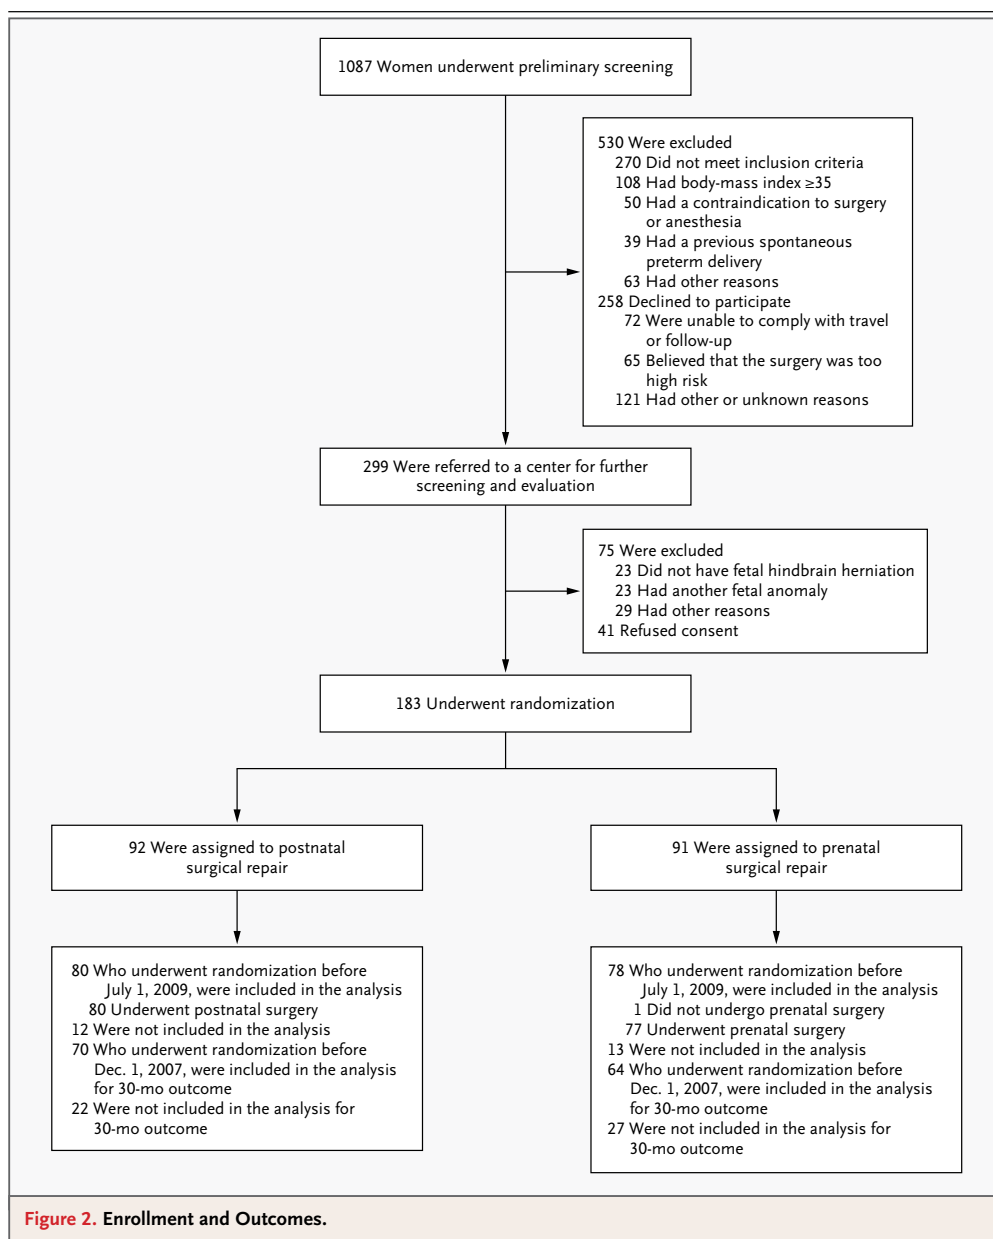 1087 Women underwent preliminary screening
530 Were excluded
270 Did not meet inclusion criteria
108 Had body-mass index ≥35
50 Had a contraindication to surgery
or anesthesia
39 Had a previous spontaneous
preterm delivery
63 Had other reasons
258 Declined to participate
72 Were unable to comply with travel
or follow-up
65 Believed that the surgery was too
high risk
121 Had other or unknown reasons
299 Were referred to a center for further
screening and evaluation
75 Were excluded
23 Did not have fetal hindbrain herniation
23 Had another fetal anomaly
29 Had other reasons
41 Refused consent
183 Underwent randomization
92 Were assigned to postnatal
surgical repair
91 Were assigned to prenatal
surgical repair
80 Who underwent randomization before
July 1, 2009, were included in the analysis
80 Underwent postnatal surgery
12 Were not included in the analysis
70 Who underwent randomization before
Dec. 1, 2007, were included in the analysis
for 30-mo outcome
22 Were not included in the analysis for
30-mo outcome
78 Who underwent randomization before
July 1, 2009, were included in the analysis
1 Did not undergo prenatal surgery
77 Underwent prenatal surgery
13 Were not included in the analysis
64 Who underwent randomization before
Dec. 1, 2007, were included in the analysis
for 30-mo outcome
27 Were not included in the analysis for
30-mo outcome
Figure 2. Enrollment and Outcomes.